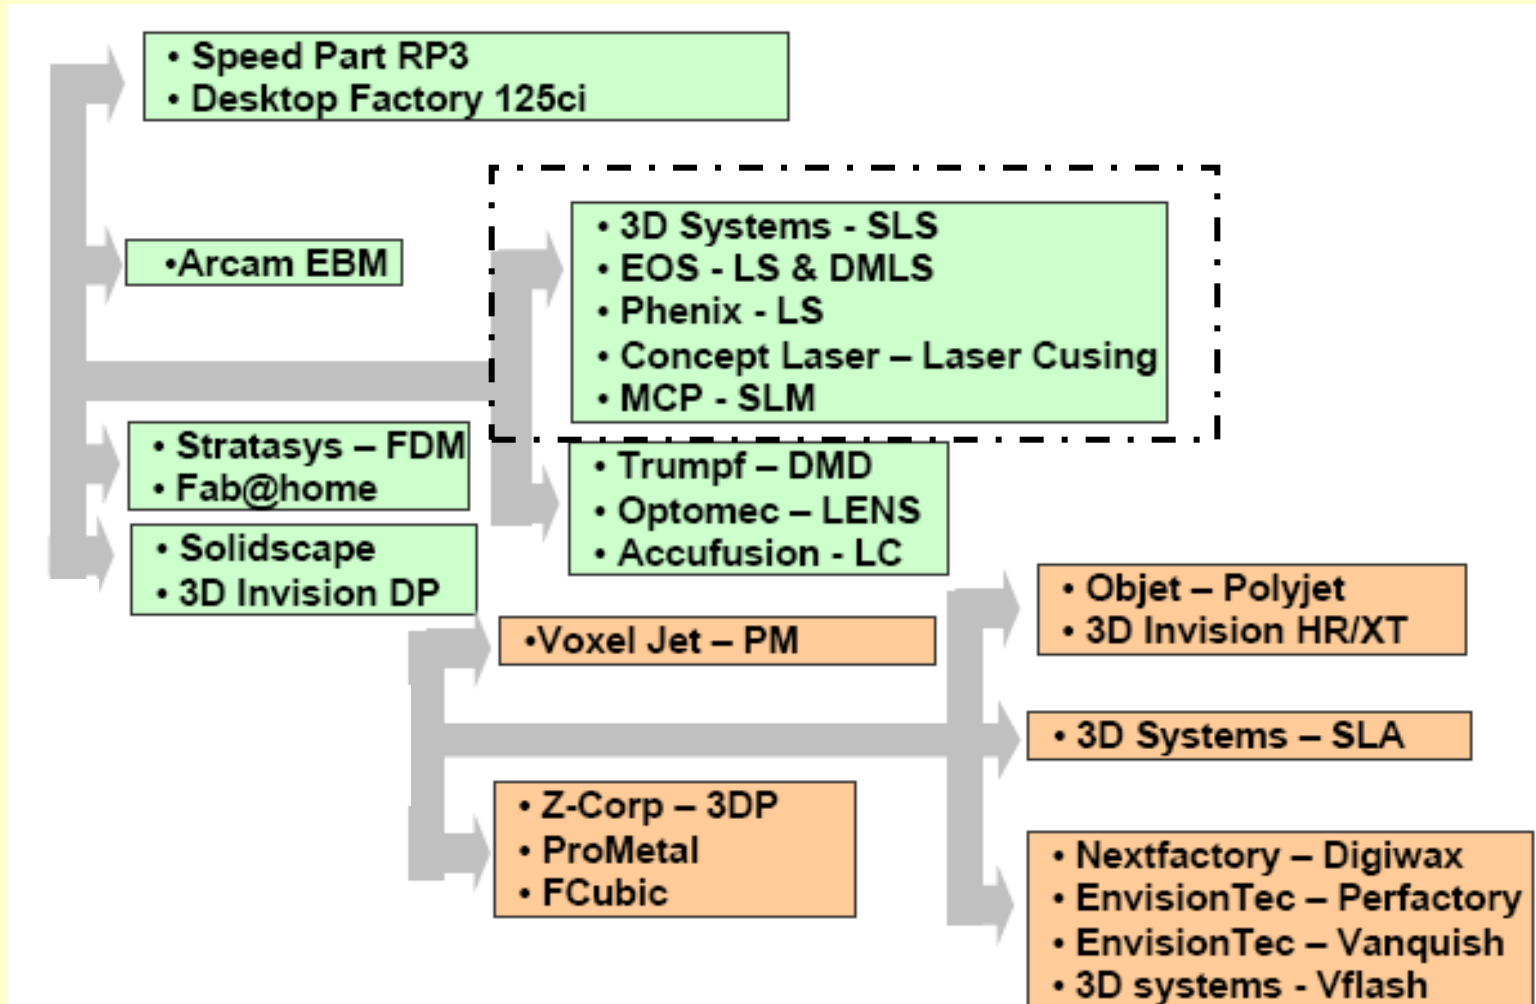 • Speed Part RP3
• Desktop Factory 125ci
•Arcam EBM
• 3D Systems - SLS
• EOS - LS & DMLS
• Phenix - LS
• Concept Laser – Laser Cusing
• MCP - SLM
• Stratasys – FDM
• Fab@home
• Trumpf – DMD
• Optomec – LENS
• Accufusion - LC
• Solidscape
• 3D Invision DP
•Voxel Jet – PM
• Objet – Polyjet
• 3D Invision HR/XT
• 3D Systems – SLA
• Z-Corp – 3DP
• ProMetal
• FCubic
• Nextfactory – Digiwax
• EnvisionTec – Perfactory
• EnvisionTec – Vanquish
• 3D systems - Vflash